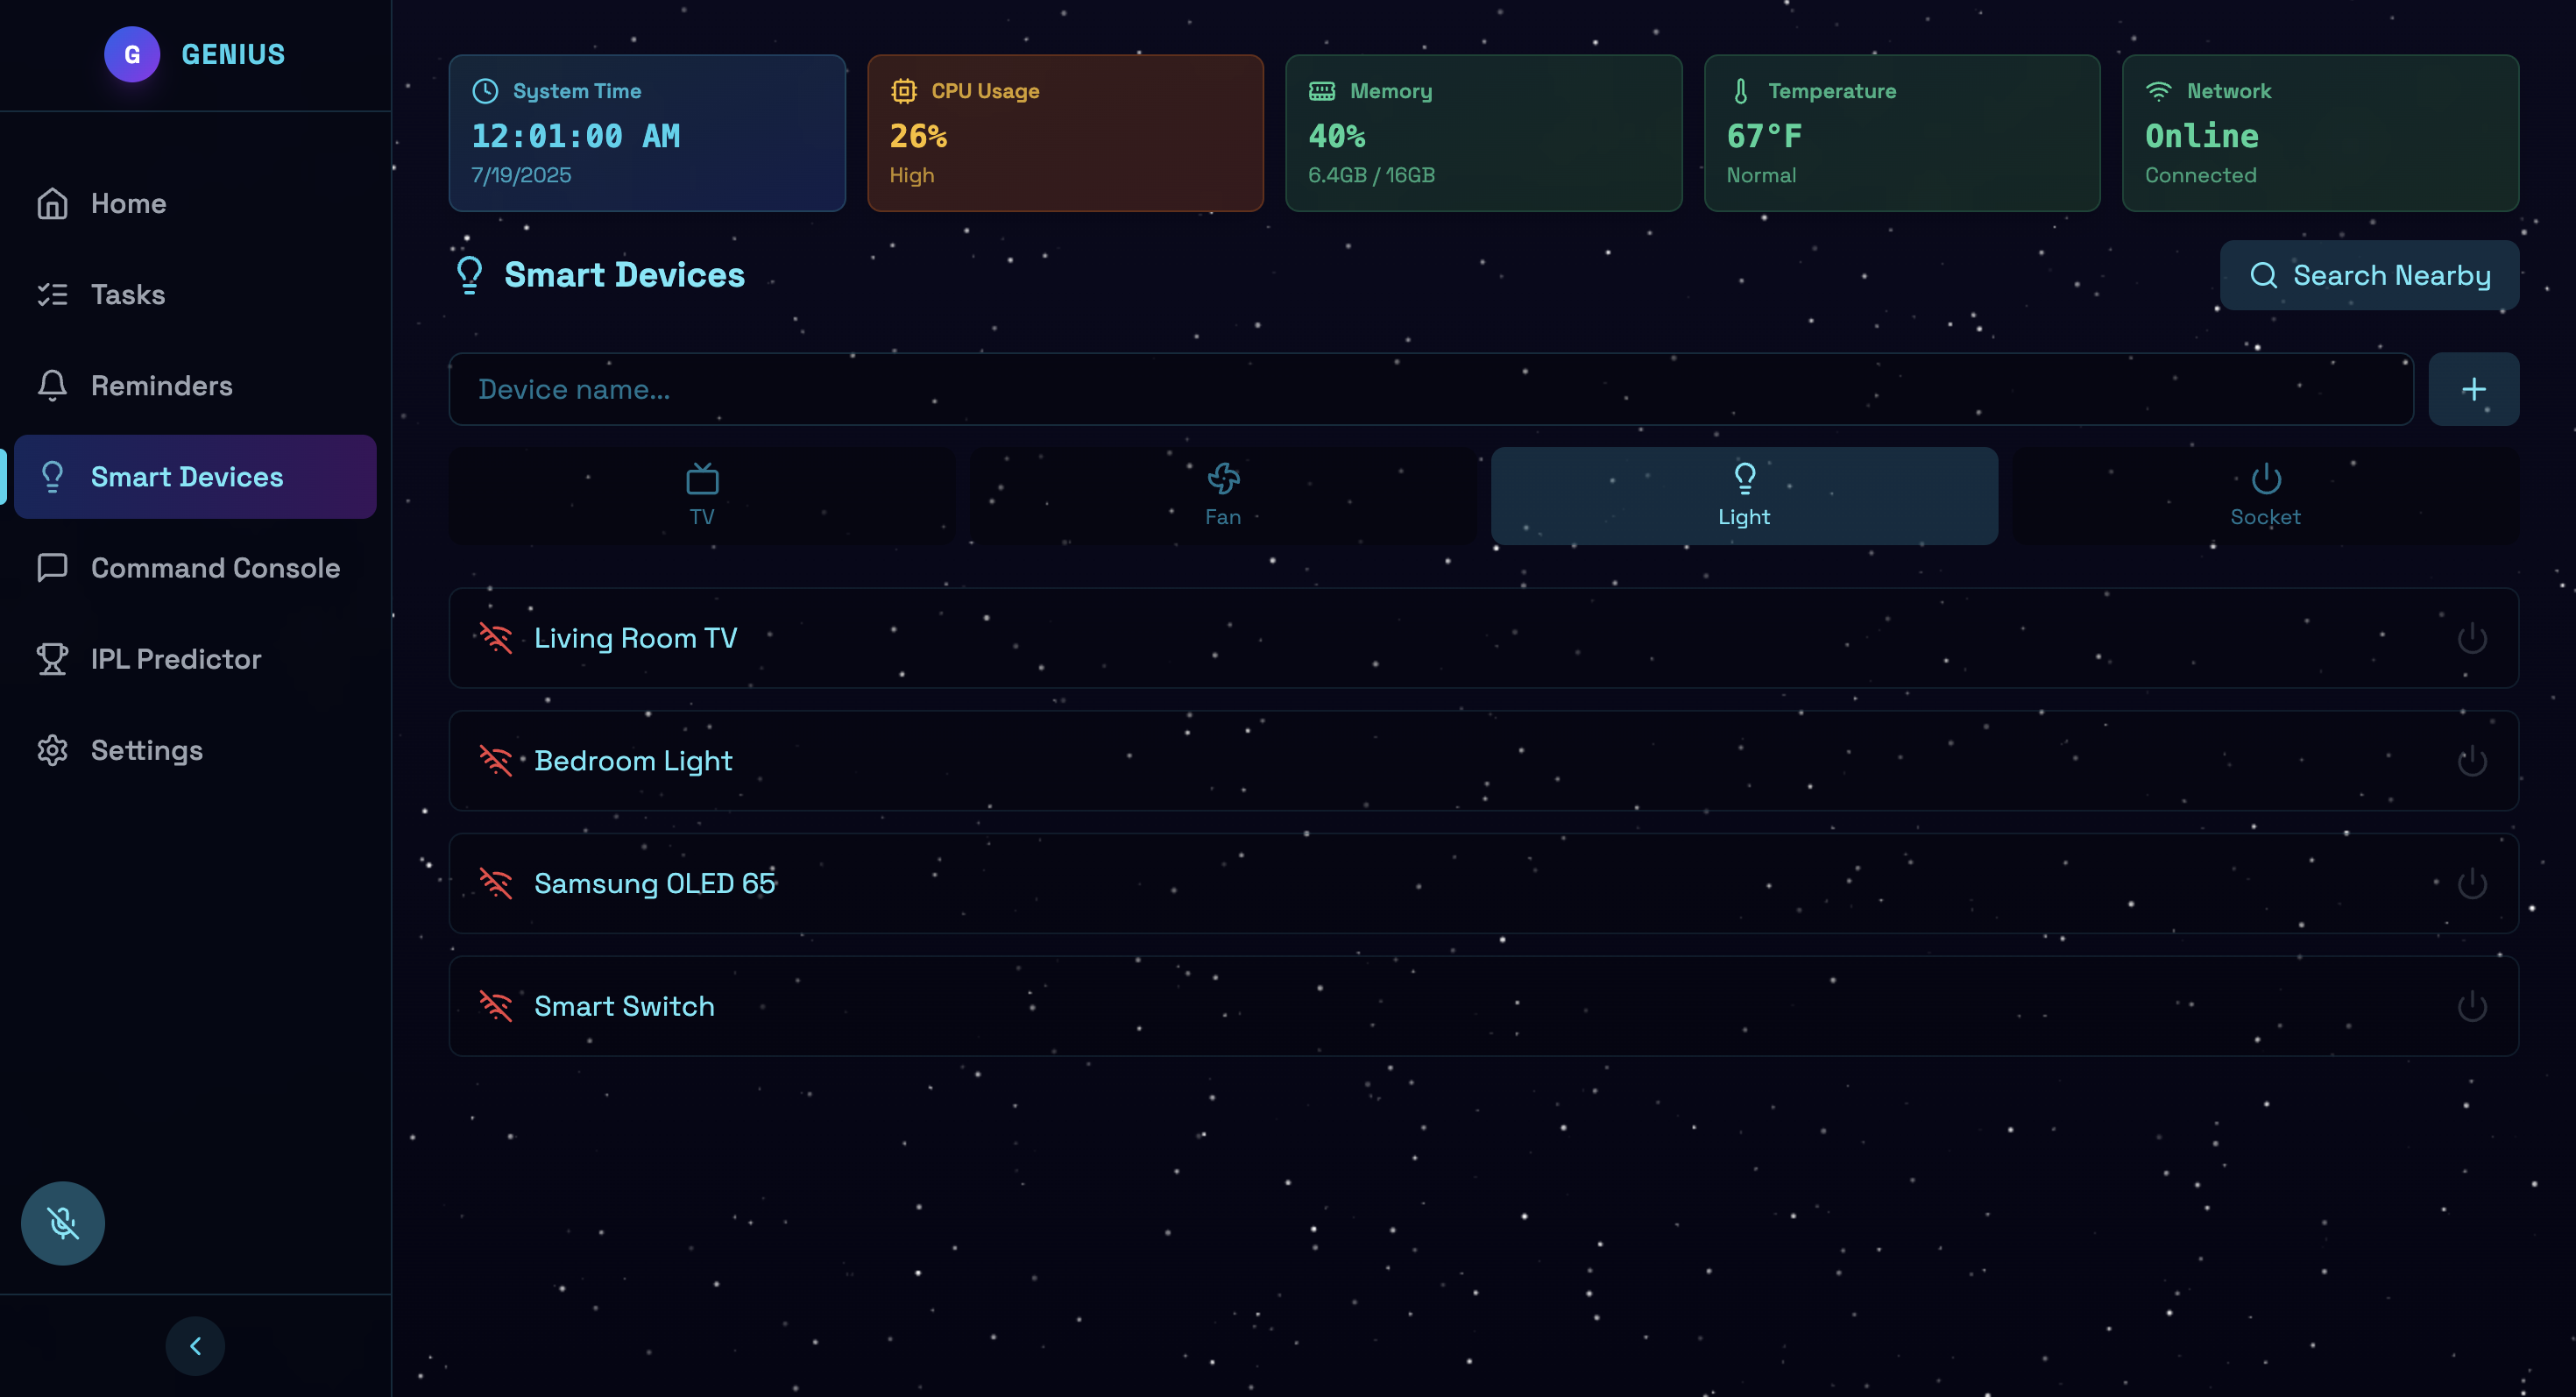 G GENIUS
Home
Tasks
Reminders
Smart Devices
Command Console
IPL Predictor
Settings
System Time
12:01:00 AM
7/19/2025
CPU Usage
26%
High
Memory
40%
6.4GB / 16GB
Temperature
67°F
Normal
Network
Online
Connected
Smart Devices
Search Nearby
Device name...
TV
Fan
Light
Socket
Living Room TV
Bedroom Light
Samsung OLED 65
Smart Switch